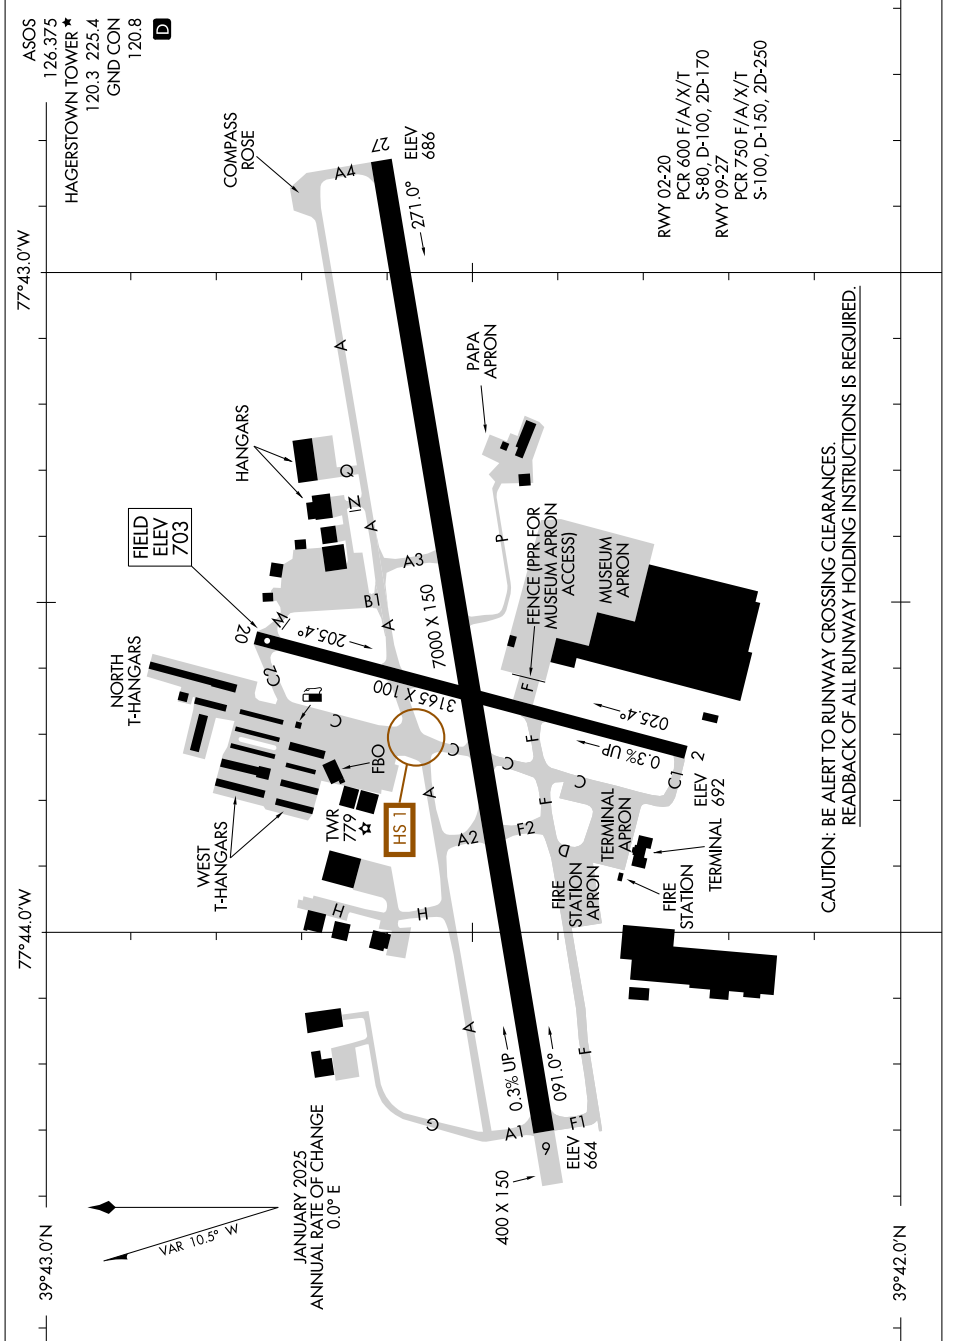 ASOS
126.375
HAGERSTOWN TOWER ★
120.3 225.4
GND CON
120.8
D
77°43.0'W
77°44.0'W
39°43.0'N
39°42.0'N
COMPASS
ROSE
A4
27
ELEV
686
271.0°
RWY 02-20
PCR 600 F/A/X/T
S-80, D-100, 2D-170
RWY 09-27
PCR 750 F/A/X/T
S-100, D-150, 2D-250
A
PAPA
APRON
HANGARS
Q
N
A
FIELD
ELEV
703
A3
P
B1
A
M
20
205.4°
7000 X 150
3165 X 100
FENCE (PPR FOR
MUSEUM APRON
ACCESS)
MUSEUM
APRON
F
NORTH
T-HANGARS
C2
C
FBO
WEST
T-HANGARS
TWR
779
HS 1
A
C
C
F
C
025.4°
0.3% UP
2
C1
ELEV
692
A2
F2
F
D
TERMINAL
APRON
TERMINAL
FIRE
STATION
APRON
FIRE
STATION
H
H
A
G
A1
0.3% UP
091.0°
F
F1
9
ELEV
664
400 X 150
CAUTION: BE ALERT TO RUNWAY CROSSING CLEARANCES.
READBACK OF ALL RUNWAY HOLDING INSTRUCTIONS IS REQUIRED.
VAR 10.5° W
JANUARY 2025
ANNUAL RATE OF CHANGE
0.0° E